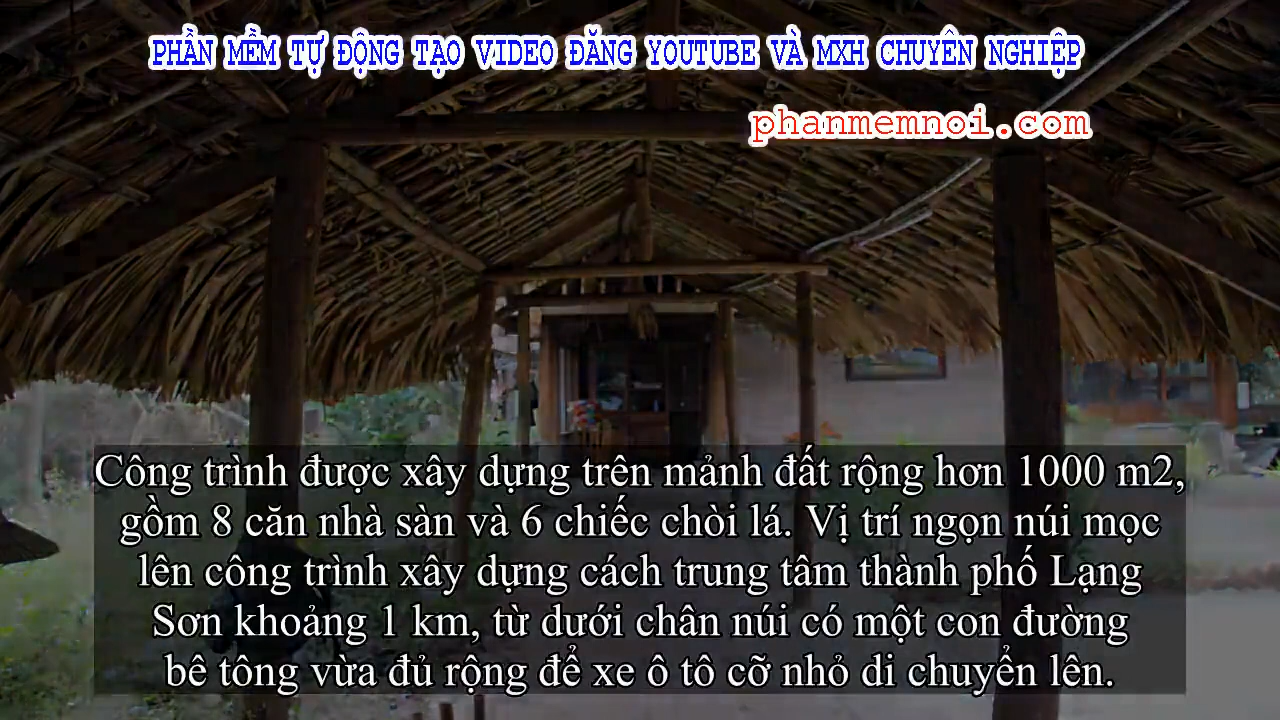 PHẦN MỀM TỰ ĐỘNG TẠO VIDEO ĐĂNG YOUTUBE VÀ MXH CHUYÊN NGHIỆP
phanmemnoi.com
Công trình được xây dựng trên mảnh đất rộng hơn 1000 m2,
gồm 8 căn nhà sàn và 6 chiếc chòi lá. Vị trí ngọn núi mọc
lên công trình xây dựng cách trung tâm thành phố Lạng
Sơn khoảng 1 km, từ dưới chân núi có một con đường
bê tông vừa đủ rộng để xe ô tô cỡ nhỏ di chuyển lên.